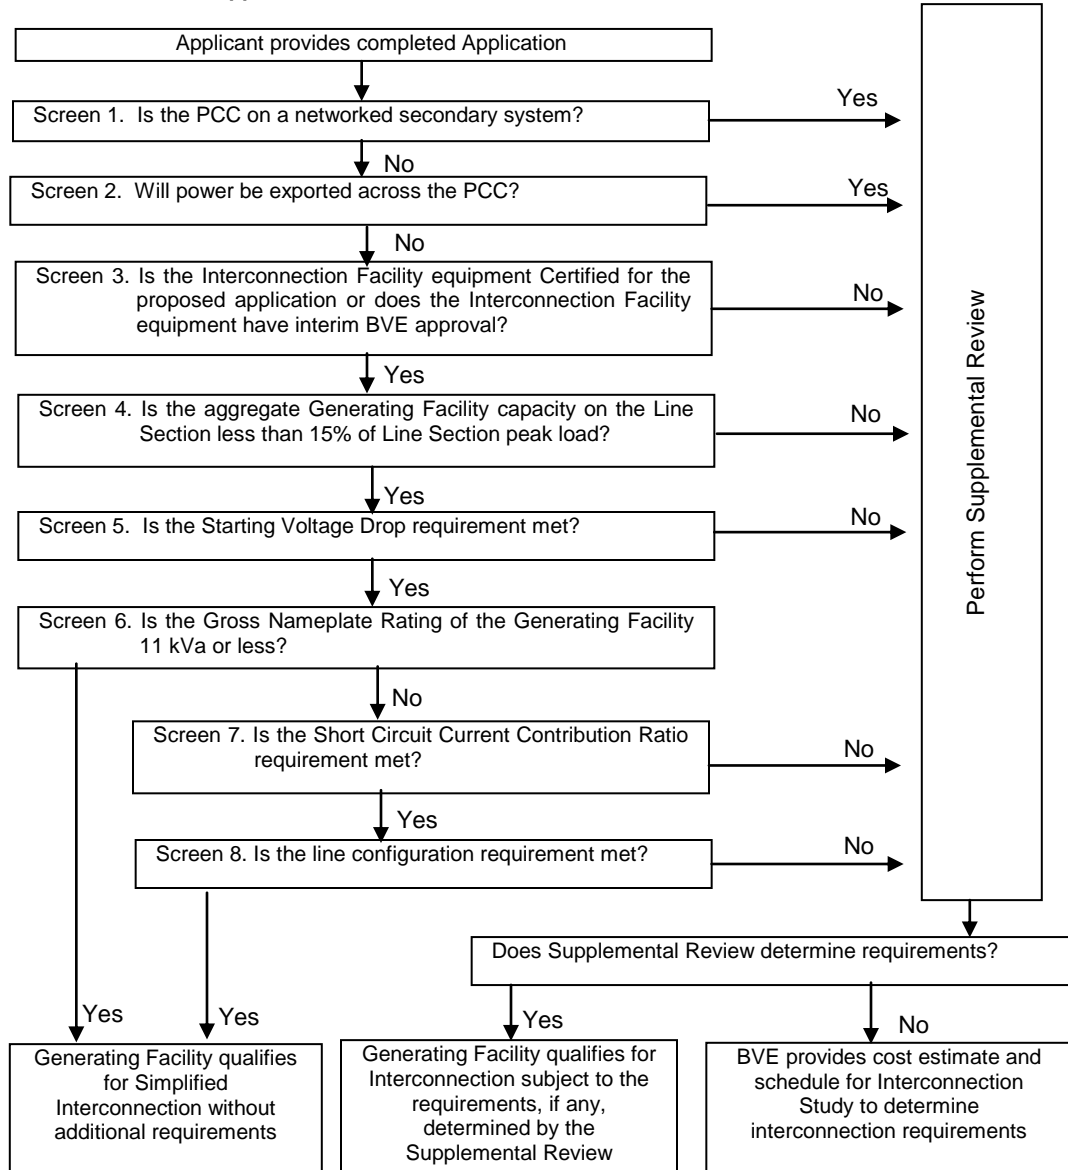 Applicant provides completed Application
Screen 1. Is the PCC on a networked secondary system?
Yes
No
Screen 2. Will power be exported across the PCC?
Yes
No
Screen 3. Is the Interconnection Facility equipment Certified for the
proposed application or does the Interconnection Facility
equipment have interim BVE approval?
No
Yes
Screen 4. Is the aggregate Generating Facility capacity on the Line
Section less than 15% of Line Section peak load?
No
Yes
Screen 5. Is the Starting Voltage Drop requirement met?
No
Yes
Screen 6. Is the Gross Nameplate Rating of the Generating Facility
11 kVa or less?
No
Screen 7. Is the Short Circuit Current Contribution Ratio
requirement met?
No
Yes
Screen 8. Is the line configuration requirement met?
No
Perform Supplemental Review
Does Supplemental Review determine requirements?
Yes
Yes
Yes
No
Generating Facility qualifies
for Simplified
Interconnection without
additional requirements
Generating Facility qualifies for
Interconnection subject to the
requirements, if any,
determined by the
Supplemental Review
BVE provides cost estimate and
schedule for Interconnection
Study to determine
interconnection requirements